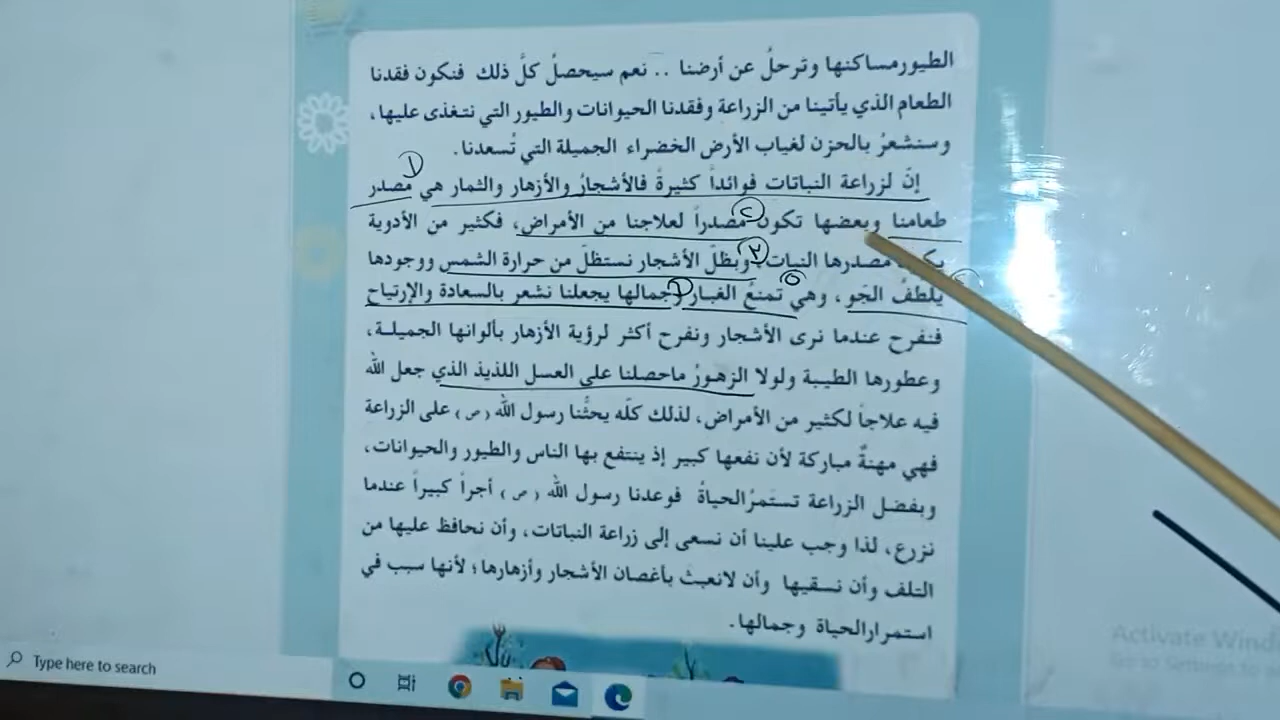 الطيورمساكنها وترحلُ عن أرضنا .. نعم سيحصلُ كلَّ ذلك فنكون فقدنا
الطعام الذي يأتينا من الزراعة وفقدنا الحيوانات والطيور التي نتغذى عليها،
وسنشعرُ بالحزن لغياب الأرض الخضراء الجميلة التي تُسعدنا.
إنّ لزراعة النباتات فوائداً كثيرةً فالأشجارُ والأزهار والثمار هي مصدر
طعامنا وبعضها تكون مصدراً لعلاجنا من الأمراض، فكثير من الأدوية
مصدرها النبات وبظلّ الأشجار نستظلّ من حرارة الشمس ووجودها
يلطفُ الجَو، وهي تمنعُ الغبار وجمالها يجعلنا نشعر بالسعادة والإرتياح
فنفرح عندما نرى الأشجار ونفرح أكثر لرؤية الأزهار بألوانها الجميلة،
وعطورها الطيبة ولولا الزهورُ ماحصلنا على العسل اللذيذ الذي جعل الله
فيه علاجاً لكثير من الأمراض، لذلك كلّه يحثُّنا رسول الله (ص) على الزراعة
فهي مهنةٌ مباركة لأن نفعها كبير إذ ينتفع بها الناس والطيور والحيوانات،
وبفضل الزراعة تستمرُالحياةُ فوعدنا رسول الله (ص) أجراً كبيراً عندما
نزرع، لذا وجب علينا أن نسعى إلى زراعة النباتات، وأن نحافظ عليها من
التلف وأن نسقيها وأن لانعبث بأغصان الأشجار وأزهارها؛ لأنها سبب في
استمرارالحياة وجمالها.
Activate Wind
Go to Settings to a
Type here to search